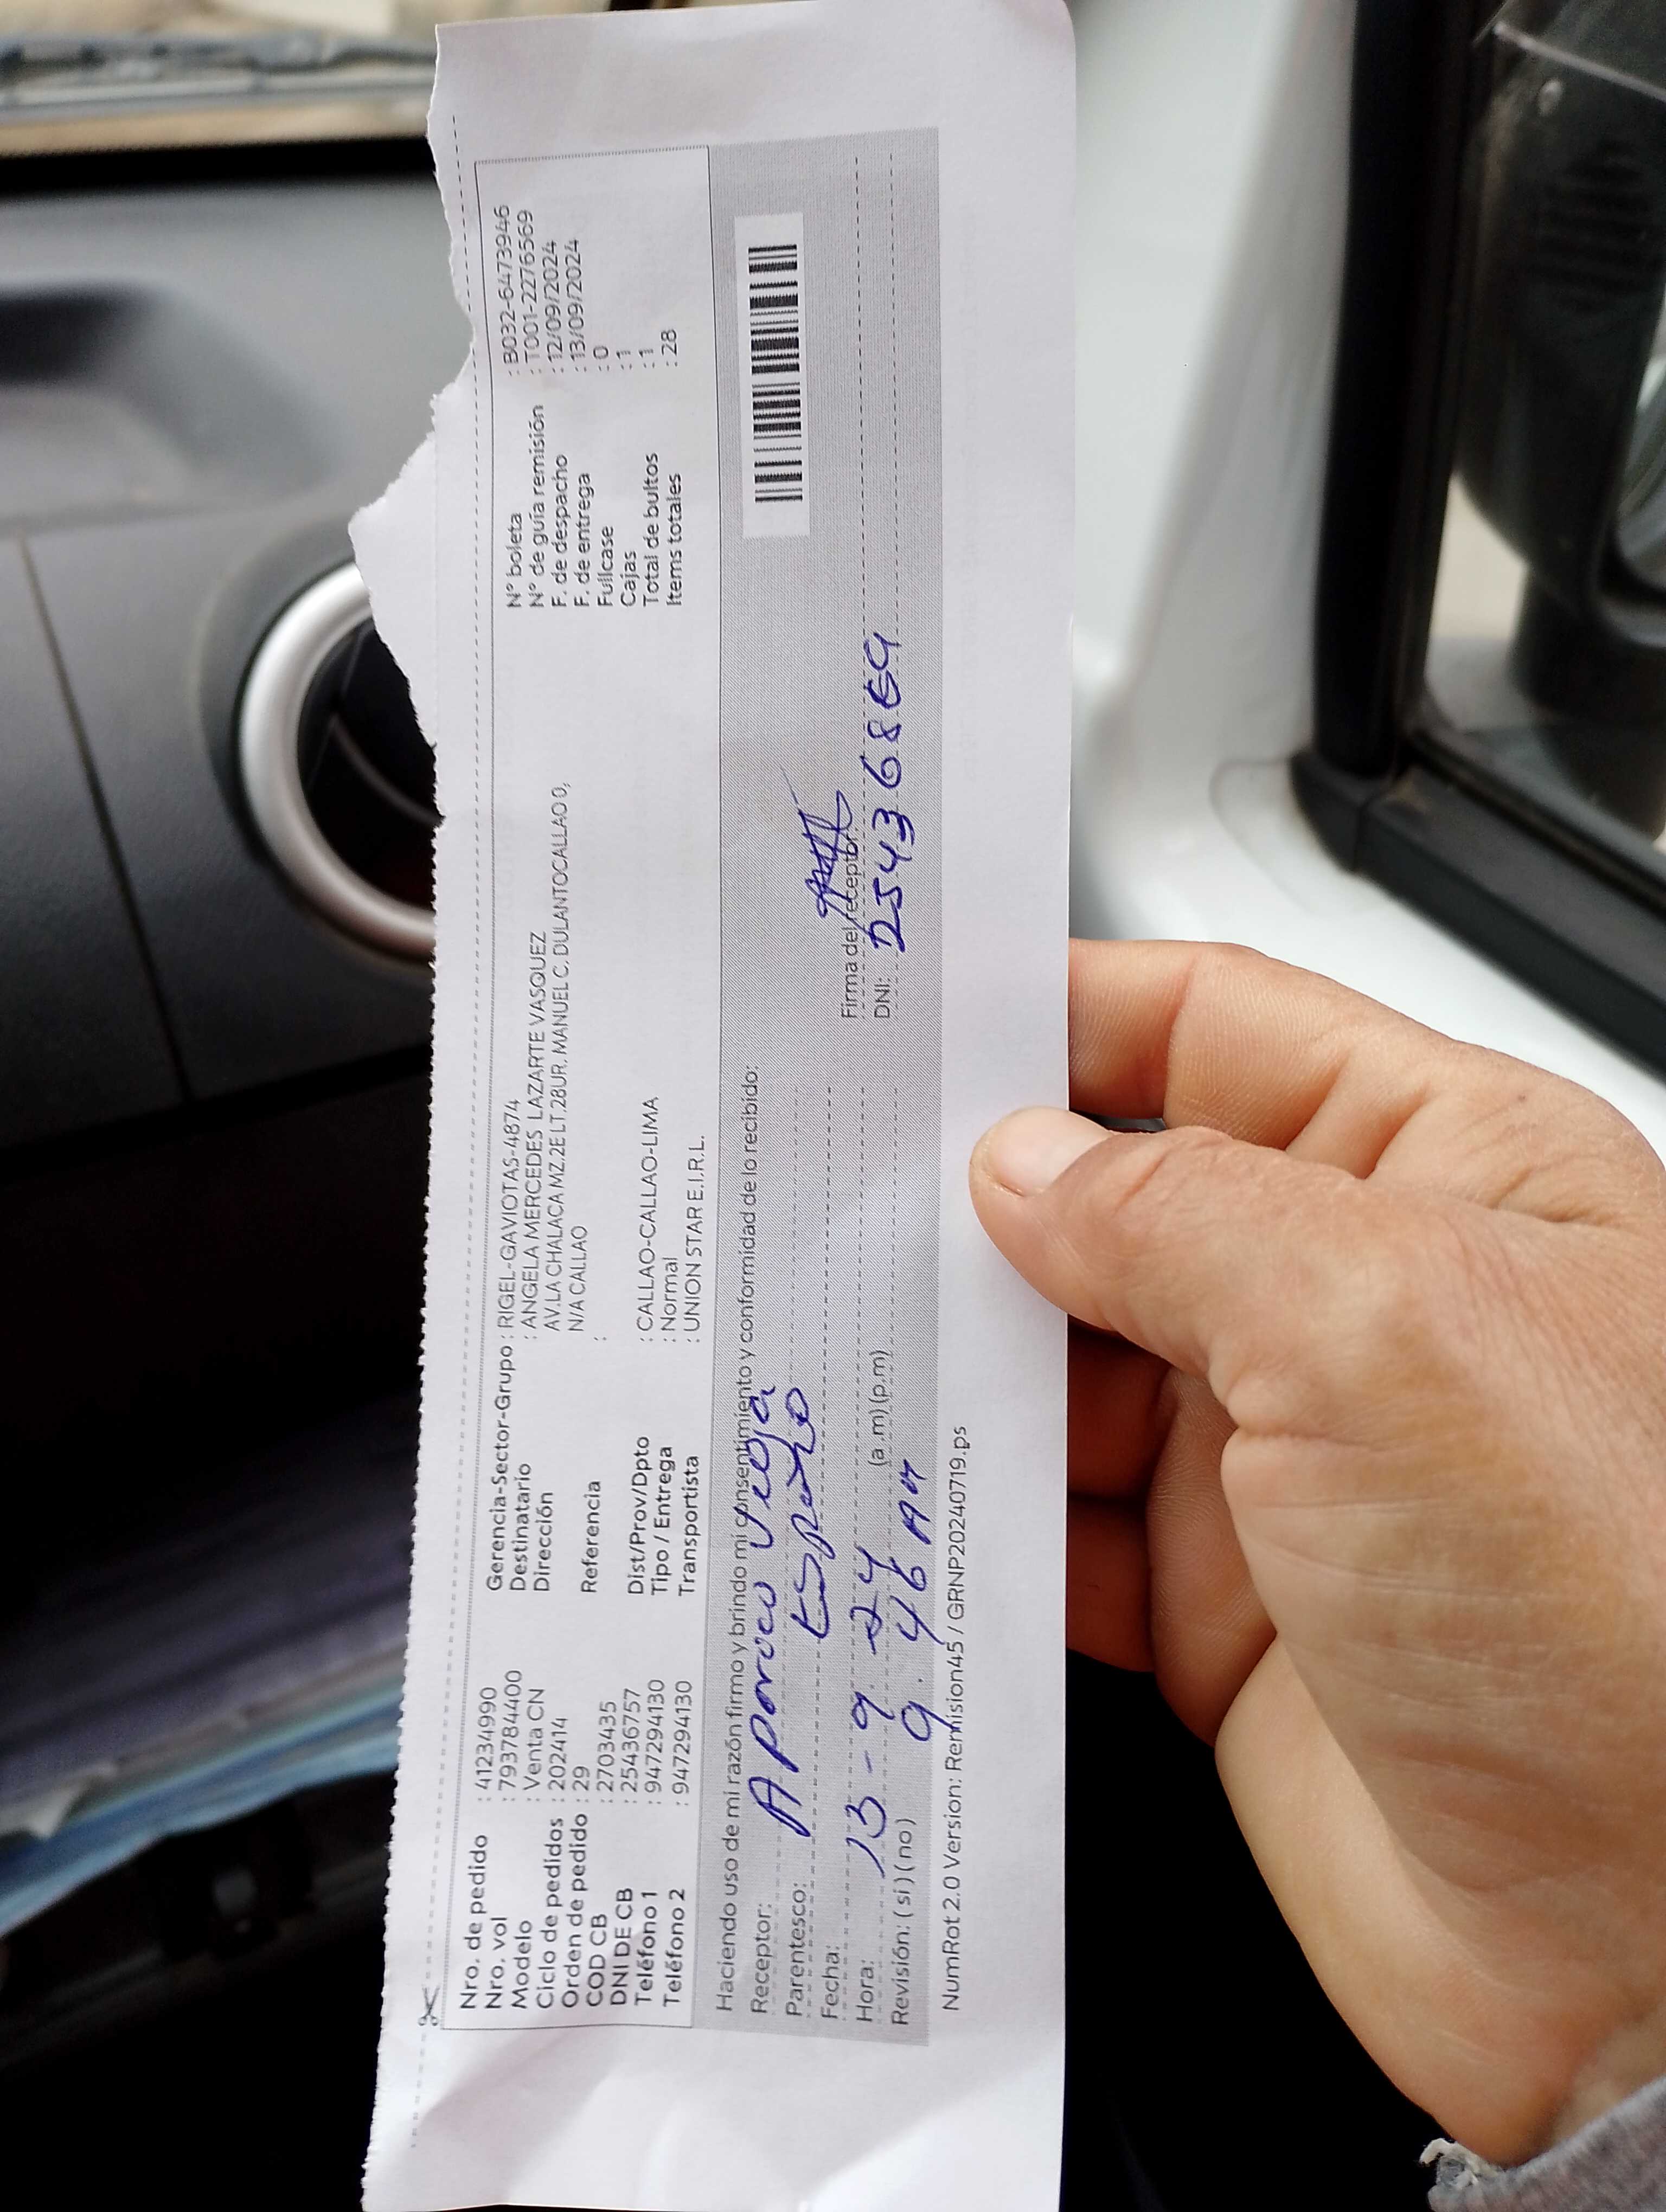 Nro. de pedido : 41234990
Nro. vol : 793784400
Modelo : Venta CN
Ciclo de pedidos : 202414
Orden de pedido : 29
COD CB : 2703435
DNI DE CB : 25436757
Teléfono 1 : 947294130
Teléfono 2 : 947294130
Gerencia-Sector-Grupo : RIGEL-GAVIOTAS-4874
Destinatario : ANGELA MERCEDES LAZARTE VASQUEZ
Dirección AV.LA CHALACA MZ.2E LT.28UR. MANUEL C. DULANTOCALLAO 0,
N/A CALLAO
Referencia :
Dist/Prov/Dpto : CALLAO-CALLAO-LIMA
Tipo / Entrega : Normal
Transportista : UNION STAR E.I.R.L.
N° boleta : B032-6473946
N° de guía remisión : T001-2276569
F. de despacho : 12/09/2024
F. de entrega : 13/09/2024
Fullcase : 0
Cajas : 1
Total de bultos : 1
Items totales : 28
Haciendo uso de mi razón firmo y brindo mi consentimiento y conformidad de lo recibido:
Receptor:
Parentesco: Esposo
Fecha: 13-9-24
Hora: 9.46 AM (a.m) (p.m)
Revisión: ( si ) ( no )
Firma del receptor:
DNI:
NumRot 2.0 Version: Remision45 / GRNP20240719.ps